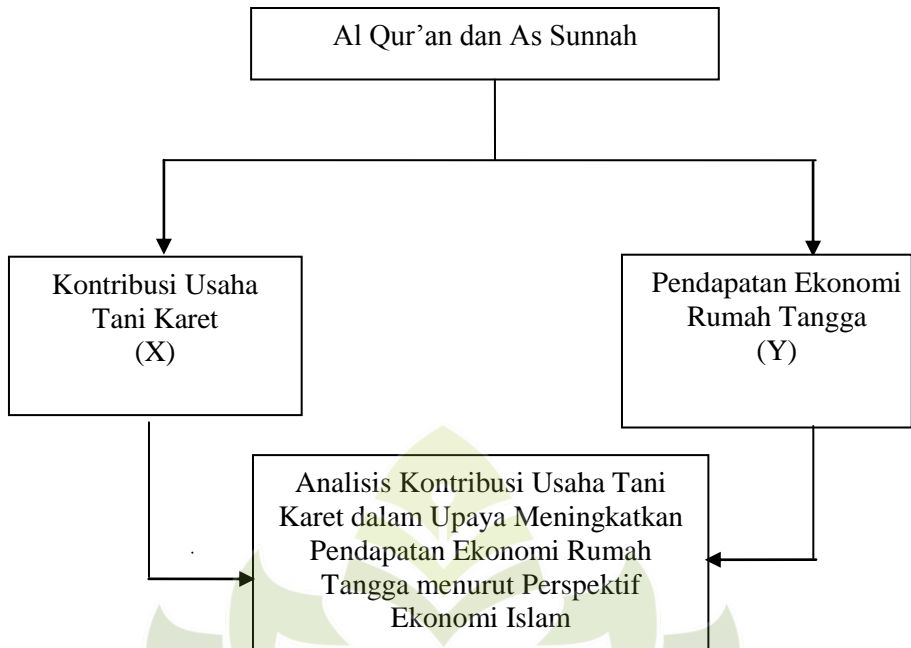 Al Qur’an dan As Sunnah
Kontribusi Usaha
Tani Karet
(X)
Pendapatan Ekonomi
Rumah Tangga
(Y)
Analisis Kontribusi Usaha Tani
Karet dalam Upaya Meningkatkan
Pendapatan Ekonomi Rumah
Tangga menurut Perspektif
Ekonomi Islam